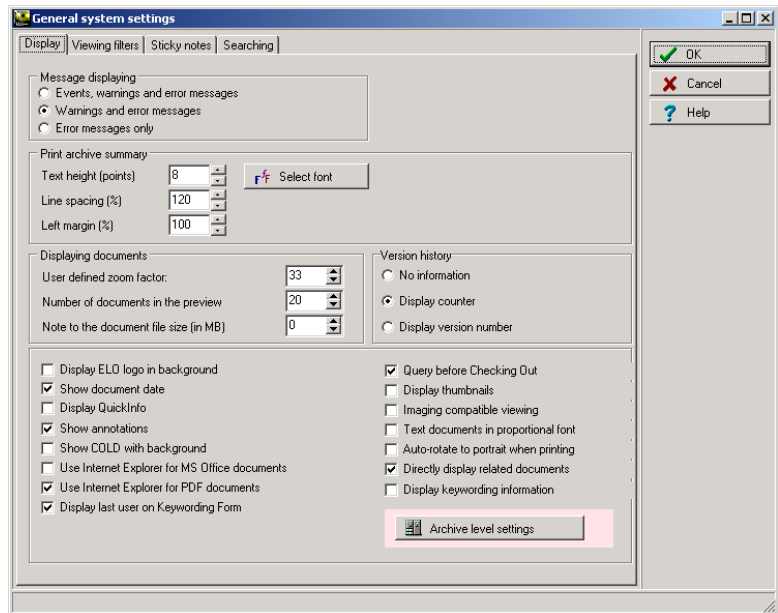 General system settings
Display
Viewing filters
Sticky notes
Searching
OK
Cancel
Help
Message displaying
Events, warnings and error messages
Warnings and error messages
Error messages only
Print archive summary
Text height (points)
8
Select font
Line spacing (%)
120
Left margin (%)
100
Displaying documents
User defined zoom factor:
33
Number of documents in the preview
20
Note to the document file size (in MB)
0
Version history
No information
Display counter
Display version number
Display ELO logo in background
Show document date
Display QuickInfo
Show annotations
Show COLD with background
Use Internet Explorer for MS Office documents
Use Internet Explorer for PDF documents
Display last user on Keywording Form
Query before Checking Out
Display thumbnails
Imaging compatible viewing
Text documents in proportional font
Auto-rotate to portrait when printing
Directly display related documents
Display keywording information
Archive level settings